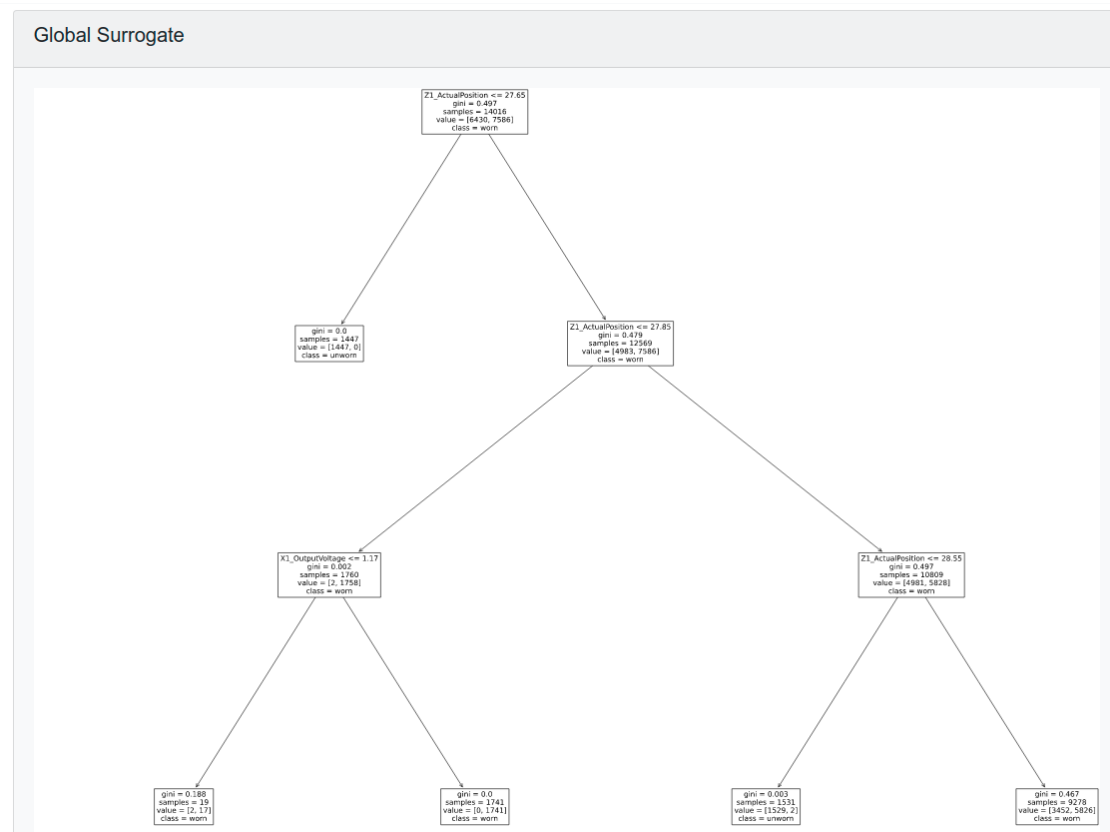 Global Surrogate
Z1_ActualPosition <= 27.65
gini = 0.497
samples = 14016
value = [6430, 7586]
class = worn
gini = 0.0
samples = 1447
value = [1447, 0]
class = unworn
Z1_ActualPosition <= 27.85
gini = 0.479
samples = 12569
value = [4983, 7586]
class = worn
X1_OutputVoltage <= 1.17
gini = 0.002
samples = 1760
value = [2, 1758]
class = worn
Z1_ActualPosition <= 28.55
gini = 0.497
samples = 10809
value = [4981, 5828]
class = worn
gini = 0.188
samples = 19
value = [2, 17]
class = worn
gini = 0.0
samples = 1741
value = [0, 1741]
class = worn
gini = 0.003
samples = 1531
value = [1529, 2]
class = unworn
gini = 0.467
samples = 9278
value = [3452, 5826]
class = worn